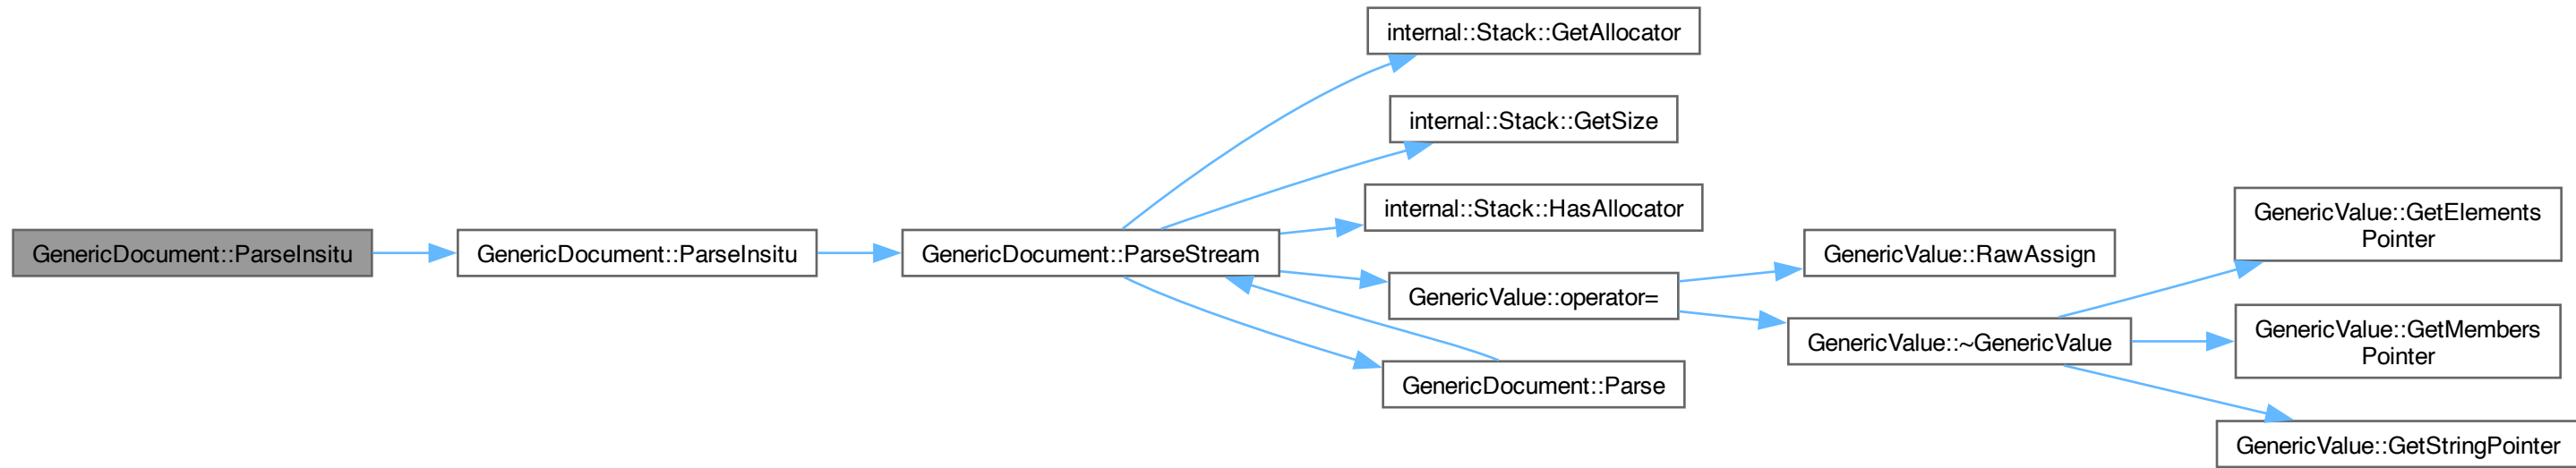 GenericDocument::ParseInsitu
GenericDocument::ParseInsitu
GenericDocument::ParseStream
internal::Stack::GetAllocator
internal::Stack::GetSize
internal::Stack::HasAllocator
GenericValue::operator=
GenericDocument::Parse
GenericValue::RawAssign
GenericValue::~GenericValue
GenericValue::GetElements
Pointer
GenericValue::GetMembers
Pointer
GenericValue::GetStringPointer